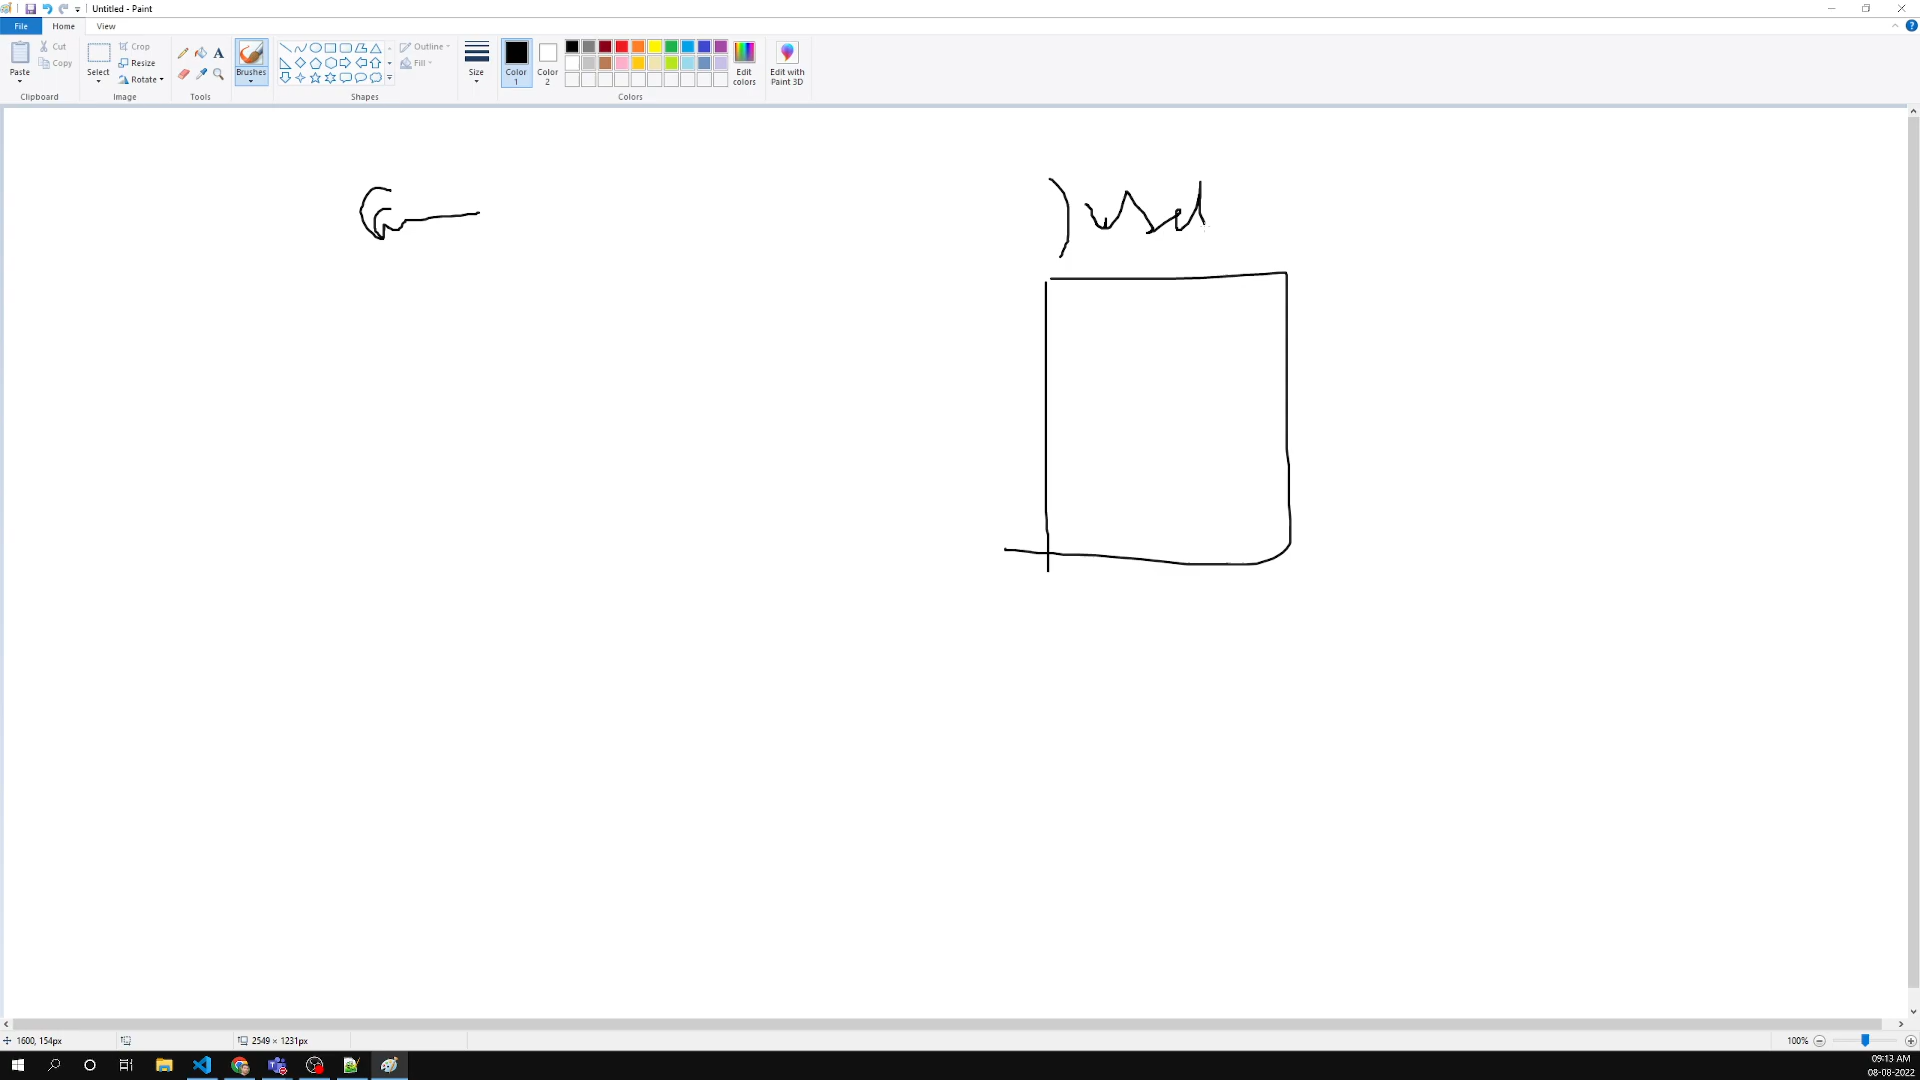 Untitled - Paint
File Home View
Paste Cut Copy Select Crop Resize Rotate Brushes Outline Fill Size Color 1 Color 2 Edit colors Edit with Paint 3D
Clipboard Image Tools Shapes Colors
1600, 154px 2549 × 1231px 100%
09:13 AM
08-08-2022